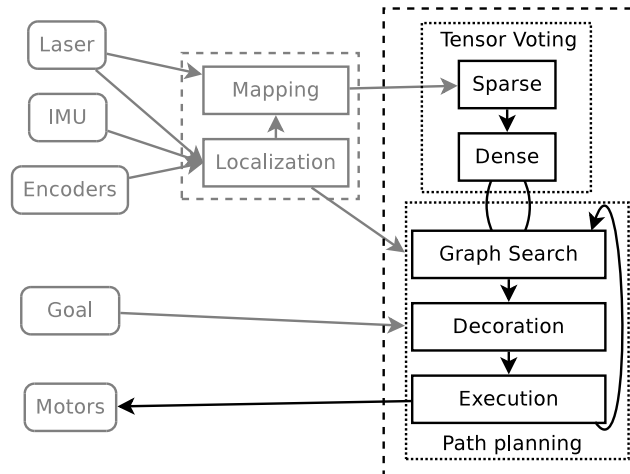 Laser
IMU
Encoders
Mapping
Localization
Tensor Voting
Sparse
Dense
Graph Search
Goal
Decoration
Motors
Execution
Path planning